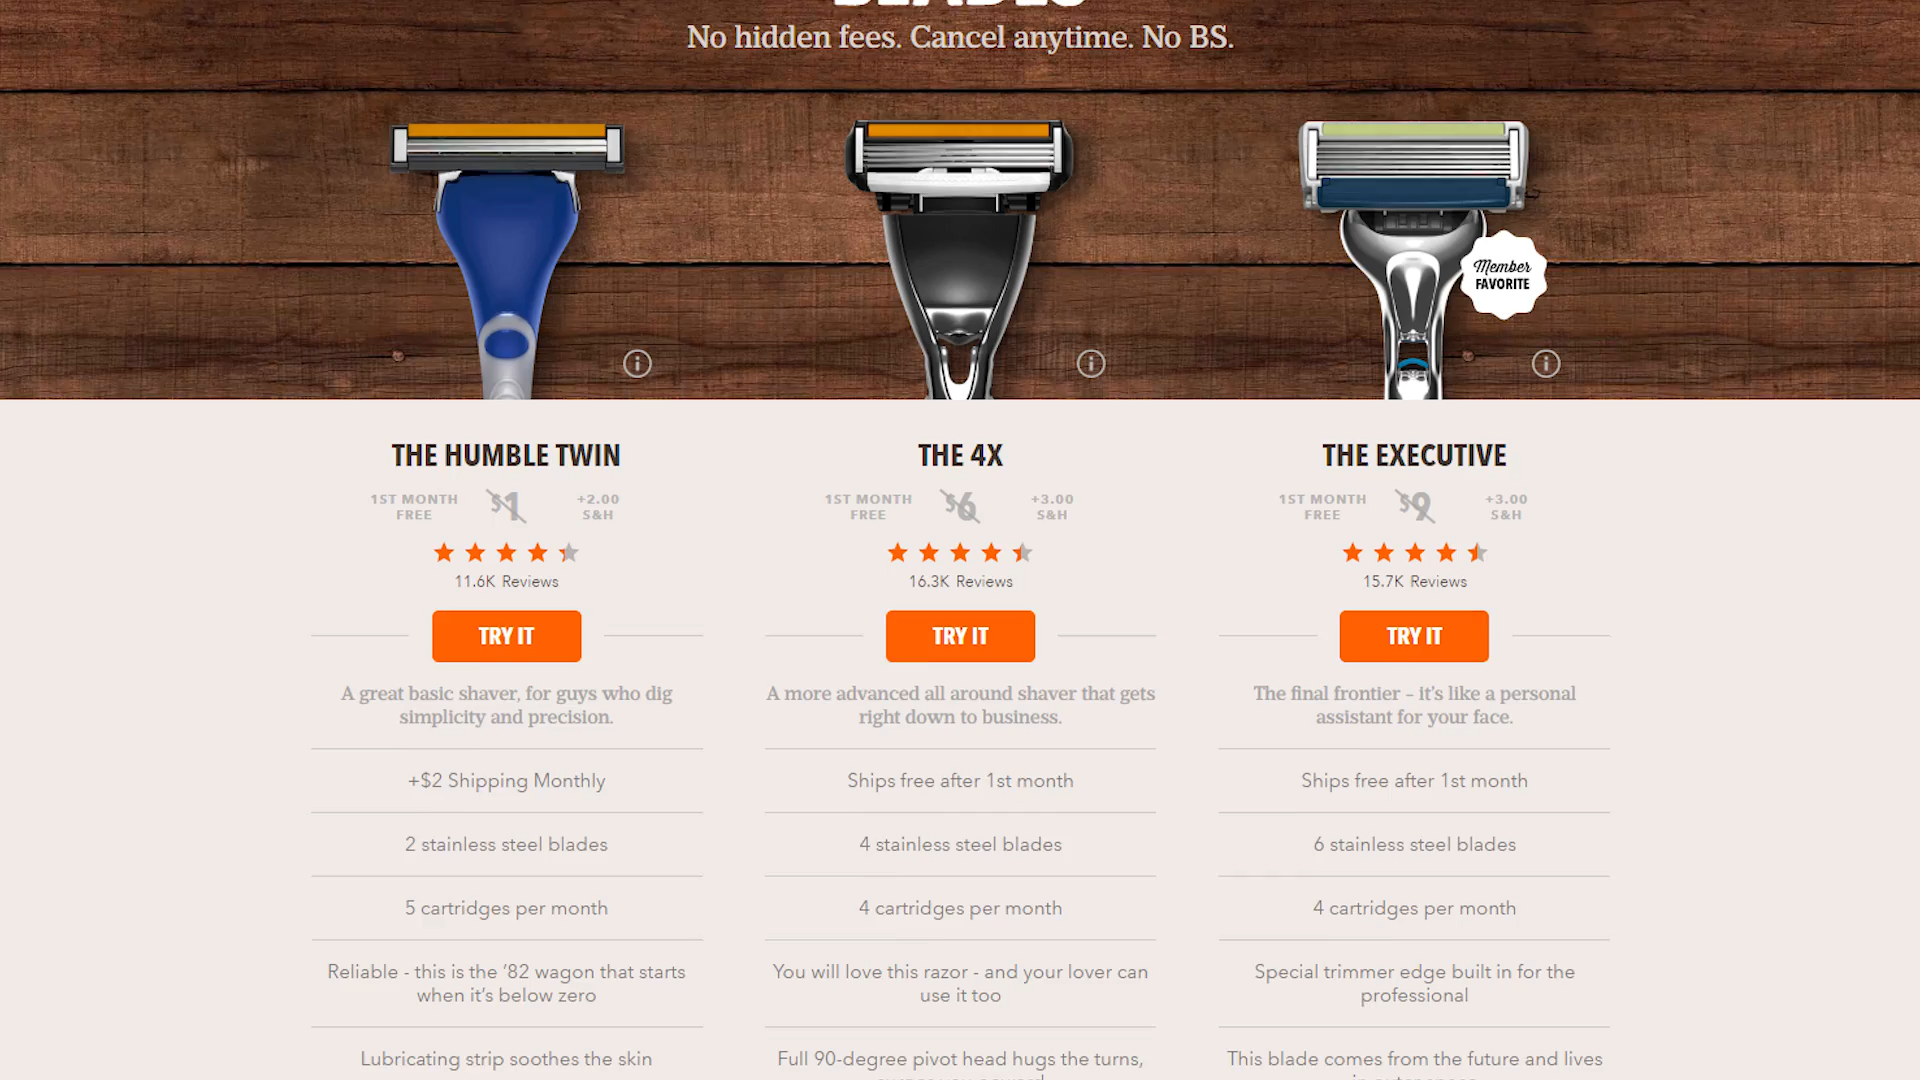 No hidden fees. Cancel anytime. No BS.
Member
FAVORITE
THE HUMBLE TWIN
1ST MONTH
FREE
$1
+2.00
S&H
11.6K Reviews
TRY IT
A great basic shaver, for guys who dig
simplicity and precision.
+$2 Shipping Monthly
2 stainless steel blades
5 cartridges per month
Reliable - this is the ’82 wagon that starts
when it’s below zero
Lubricating strip soothes the skin
THE 4X
1ST MONTH
FREE
$6
+3.00
S&H
16.3K Reviews
TRY IT
A more advanced all around shaver that gets
right down to business.
Ships free after 1st month
4 stainless steel blades
4 cartridges per month
You will love this razor - and your lover can
use it too
Full 90-degree pivot head hugs the turns,
THE EXECUTIVE
1ST MONTH
FREE
$9
+3.00
S&H
15.7K Reviews
TRY IT
The final frontier – it’s like a personal
assistant for your face.
Ships free after 1st month
6 stainless steel blades
4 cartridges per month
Special trimmer edge built in for the
professional
This blade comes from the future and lives